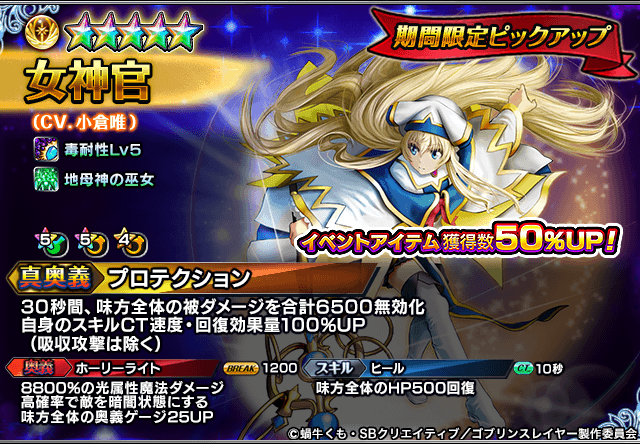 期間限定ピックアップ
女神官
(CV.小倉唯)
毒耐性Lv5
地母神の巫女
5 5 4
イベントアイテム獲得数50%UP!
真奥義 プロテクション
30秒間、味方全体の被ダメージを合計6500無効化
自身のスキルCT速度・回復効果量100%UP
(吸収攻撃は除く)
奥義 ホーリーライト BREAK 1200
8800%の光属性魔法ダメージ
高確率で敵を暗闇状態にする
味方全体の奥義ゲージ25UP
スキル ヒール CT 10秒
味方全体のHP500回復
©蝸牛くも・SBクリエイティブ/ゴブリンスレイヤー製作委員会